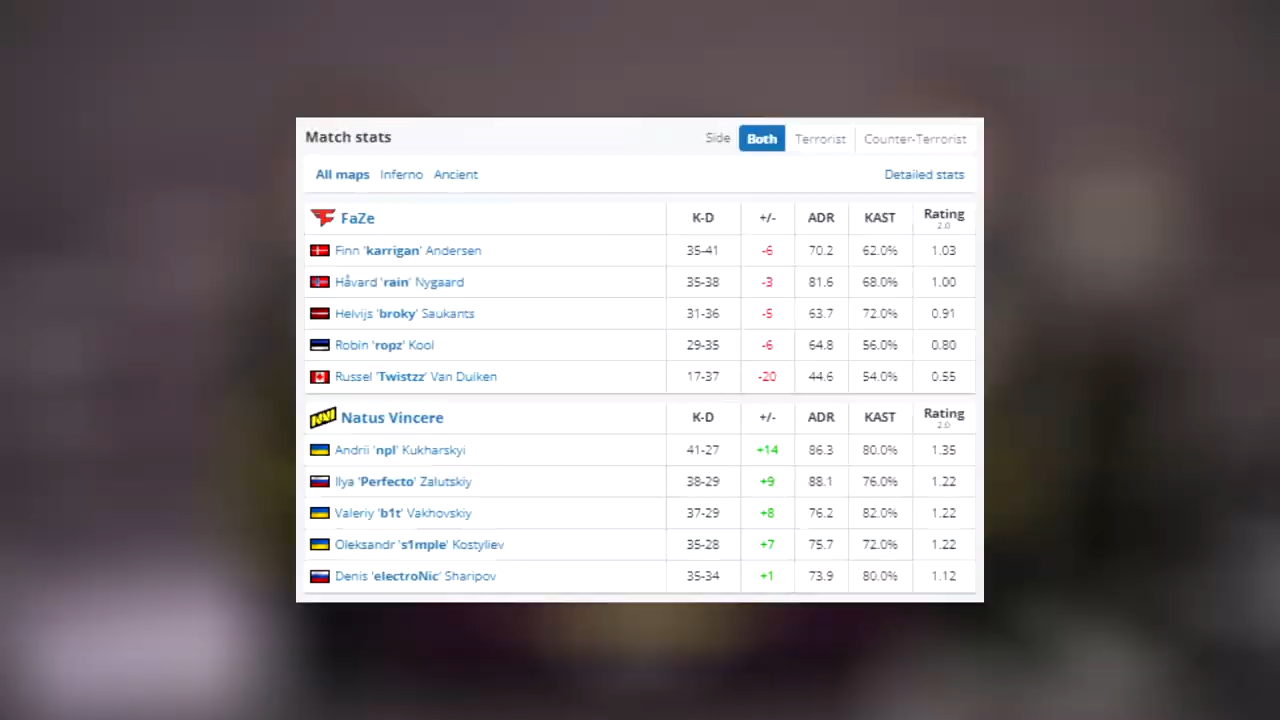 Match stats Side Both Terrorist Counter-Terrorist
All maps Inferno Ancient Detailed stats
FaZe K-D +/- ADR KAST Rating 2.0
Finn 'karrigan' Andersen 35-41 -6 70.2 62.0% 1.03
Håvard 'rain' Nygaard 35-38 -3 81.6 68.0% 1.00
Helvijs 'broky' Saukants 31-36 -5 63.7 72.0% 0.91
Robin 'ropz' Kool 29-35 -6 64.8 56.0% 0.80
Russel 'Twistzz' Van Dulken 17-37 -20 44.6 54.0% 0.55
Natus Vincere K-D +/- ADR KAST Rating 2.0
Andrii 'npl' Kukharskyi 41-27 +14 86.3 80.0% 1.35
Ilya 'Perfecto' Zalutskiy 38-29 +9 88.1 76.0% 1.22
Valeriy 'b1t' Vakhovskiy 37-29 +8 76.2 82.0% 1.22
Oleksandr 's1mple' Kostyliev 35-28 +7 75.7 72.0% 1.22
Denis 'electroNic' Sharipov 35-34 +1 73.9 80.0% 1.12